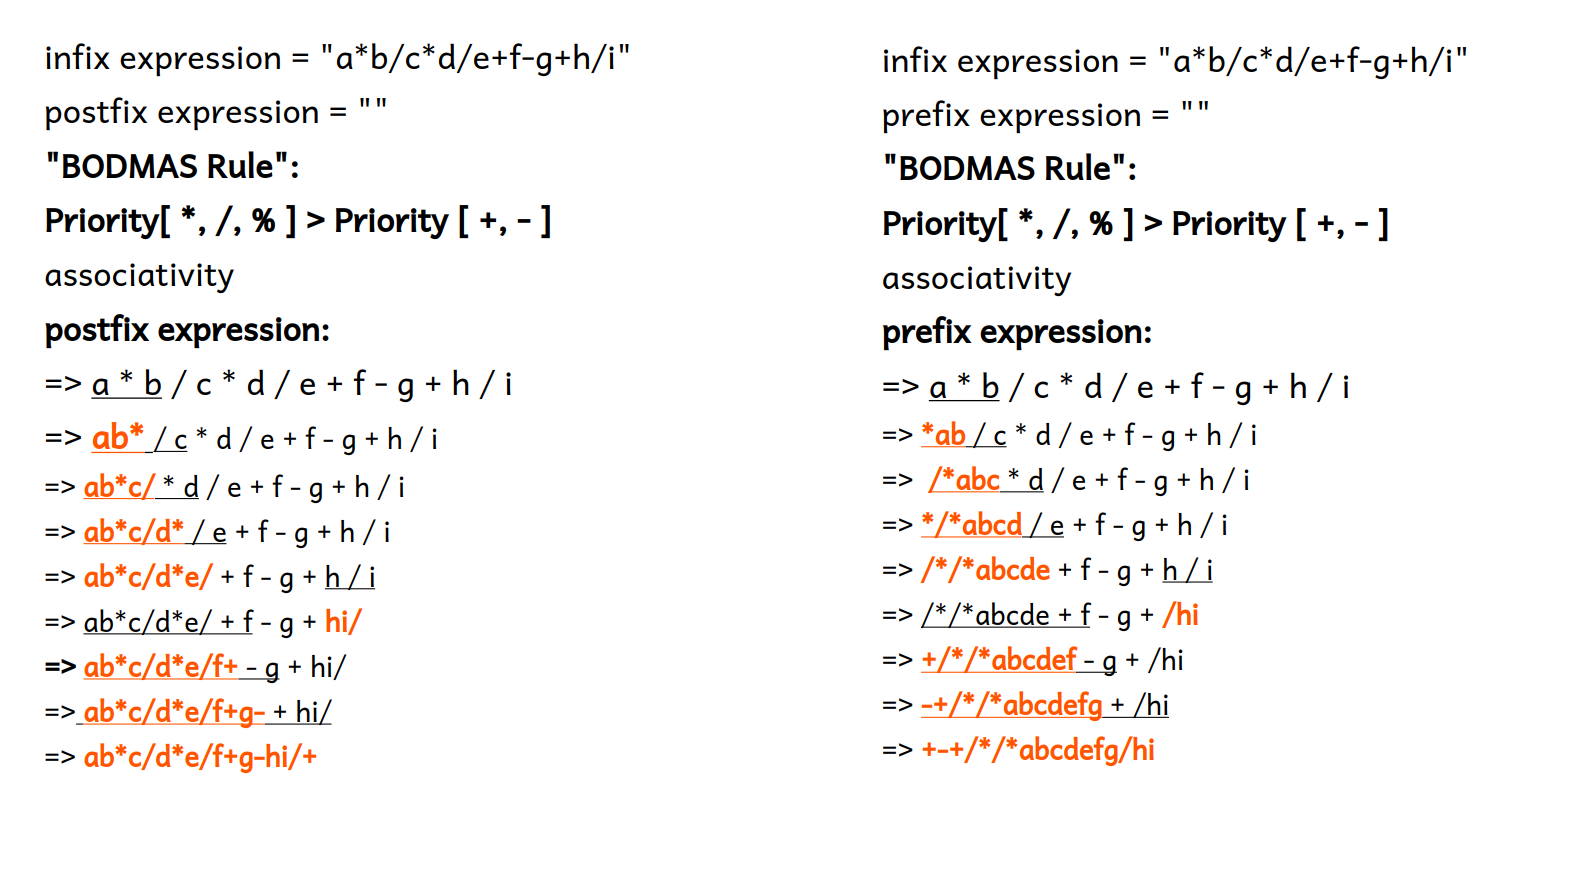 infix expression = "a*b/c*d/e+f-g+h/i"
postfix expression = ""
"BODMAS Rule":
Priority[ *, /, % ] > Priority [ +, - ]
associativity
postfix expression:
=> a * b / c * d / e + f - g + h / i
=> ab* / c * d / e + f - g + h / i
=> ab*c/ * d / e + f - g + h / i
=> ab*c/d* / e + f - g + h / i
=> ab*c/d*e/ + f - g + h / i
=> ab*c/d*e/ + f - g + hi/
=> ab*c/d*e/f+ - g + hi/
=> ab*c/d*e/f+g- + hi/
=> ab*c/d*e/f+g-hi/+
infix expression = "a*b/c*d/e+f-g+h/i"
prefix expression = ""
"BODMAS Rule":
Priority[ *, /, % ] > Priority [ +, - ]
associativity
prefix expression:
=> a * b / c * d / e + f - g + h / i
=> *ab / c * d / e + f - g + h / i
=> /*abc * d / e + f - g + h / i
=> */*abcd / e + f - g + h / i
=> /*/*abcde + f - g + h / i
=> /*/*abcde + f - g + /hi
=> +/*/*abcdef - g + /hi
=> -+/*/*abcdefg + /hi
=> +-+/*/*abcdefg/hi